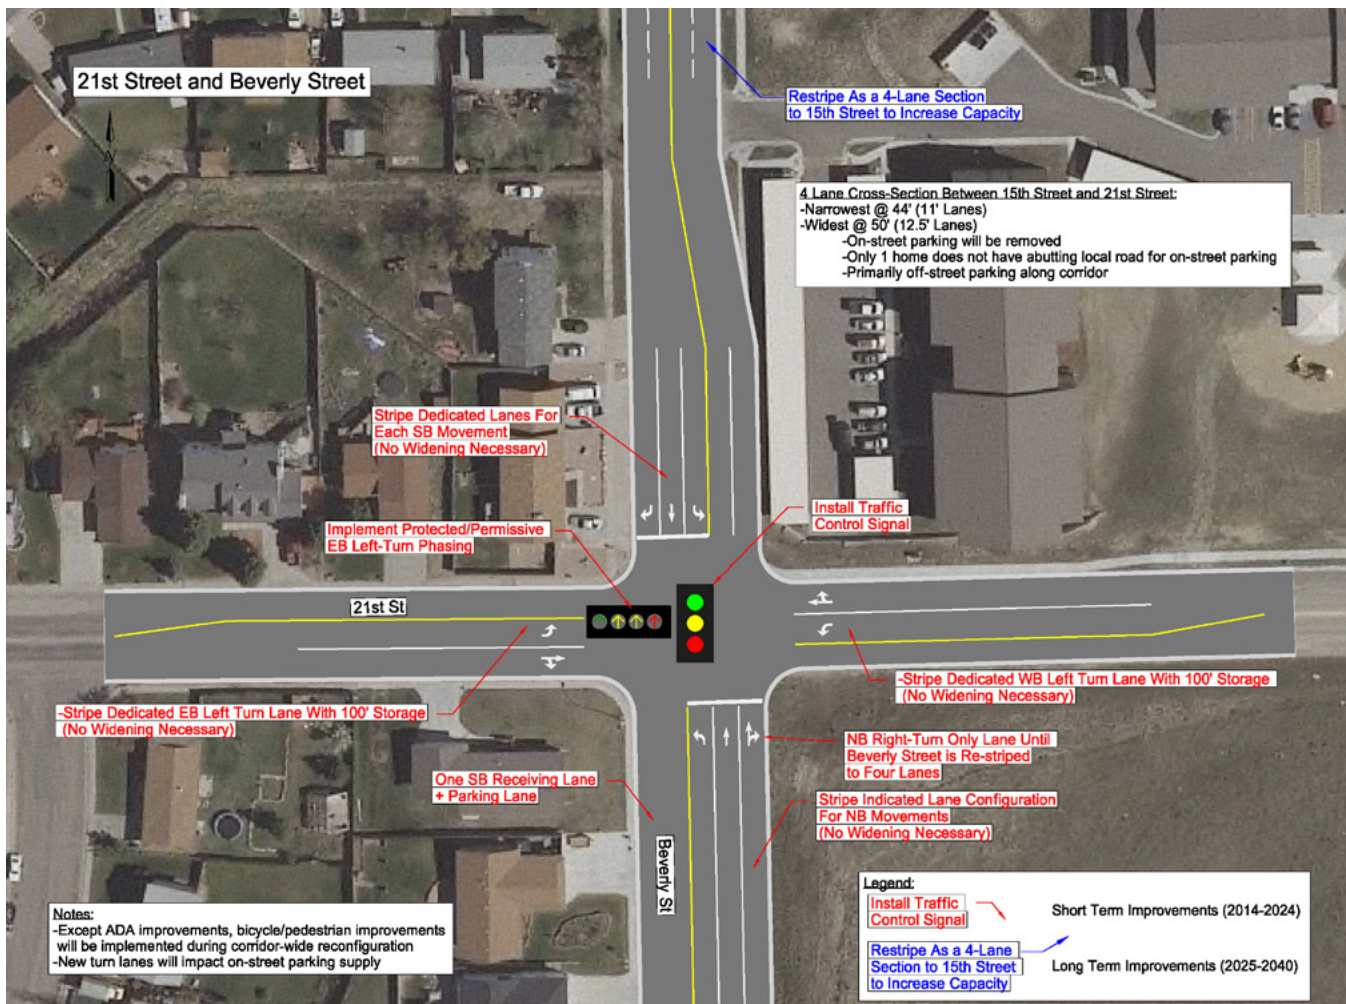 21st Street and Beverly Street
N
Restripe As a 4-Lane Section
to 15th Street to Increase Capacity
4 Lane Cross-Section Between 15th Street and 21st Street:
-Narrowest @ 44' (11' Lanes)
-Widest @ 50' (12.5' Lanes)
-On-street parking will be removed
-Only 1 home does not have abutting local road for on-street parking
-Primarily off-street parking along corridor
Stripe Dedicated Lanes For
Each SB Movement
(No Widening Necessary)
Install Traffic
Control Signal
Implement Protected/Permissive
EB Left-Turn Phasing
21st St
-Stripe Dedicated EB Left Turn Lane With 100' Storage
(No Widening Necessary)
-Stripe Dedicated WB Left Turn Lane With 100' Storage
(No Widening Necessary)
NB Right-Turn Only Lane Until
Beverly Street is Re-striped
to Four Lanes
One SB Receiving Lane
+ Parking Lane
Stripe Indicated Lane Configuration
For NB Movements
(No Widening Necessary)
Beverly St
Notes:
-Except ADA improvements, bicycle/pedestrian improvements
will be implemented during corridor-wide reconfiguration
-New turn lanes will impact on-street parking supply
Legend:
Install Traffic
Control Signal
Short Term Improvements (2014-2024)
Restripe As a 4-Lane
Section to 15th Street
to Increase Capacity
Long Term Improvements (2025-2040)